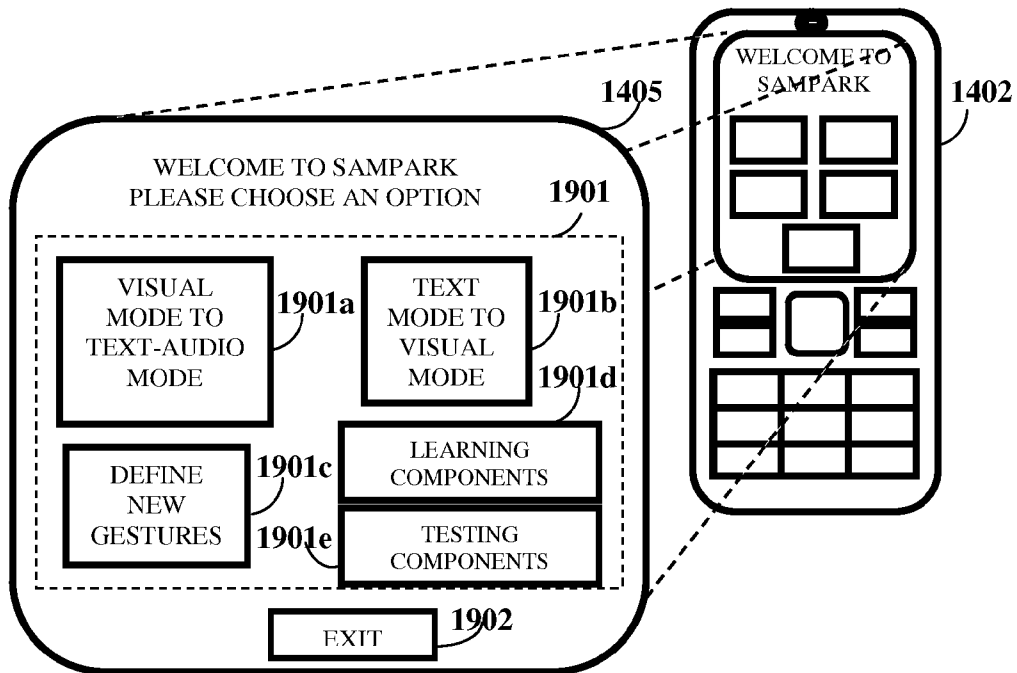 WELCOME TO
SAMPARK
1402
1405
WELCOME TO SAMPARK
PLEASE CHOOSE AN OPTION
1901
VISUAL
MODE TO
TEXT-AUDIO
MODE
1901a
TEXT
MODE TO
VISUAL
MODE
1901b
1901d
LEARNING
COMPONENTS
DEFINE
NEW
GESTURES
1901c
1901e
TESTING
COMPONENTS
EXIT
1902